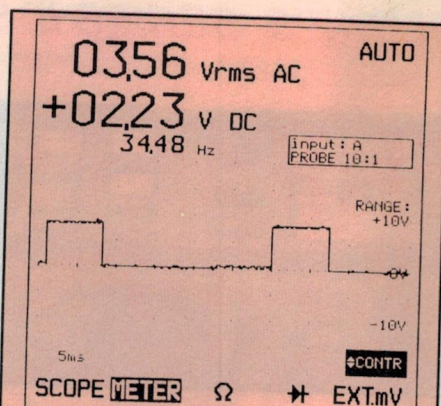 03,56 Vrms AC AUTO
+02,23 V DC
34,48 Hz
input: A
PROBE 10:1
RANGE:
+10V
0V
-10V
5ms
CONTR
SCOPE METER Ω EXT.mV